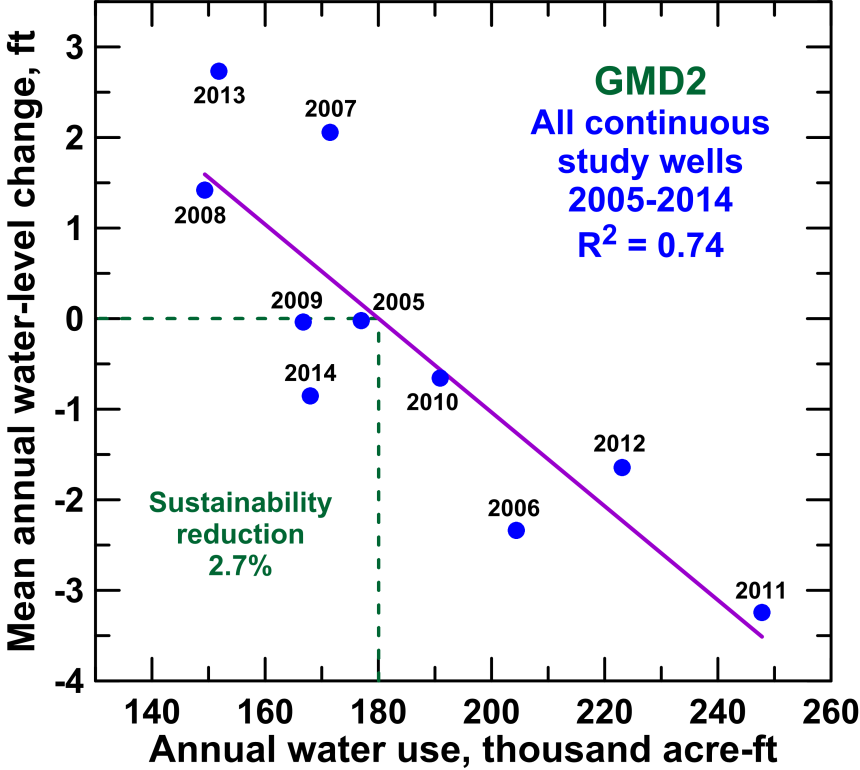 Mean annual water-level change, ft
3
2
1
0
-1
-2
-3
-4
140 160 180 200 220 240 260
Annual water use, thousand acre-ft
GMD2
All continuous
study wells
2005-2014
R² = 0.74
2013
2007
2008
2009
2005
2014
2010
2012
2006
2011
Sustainability
reduction
2.7%